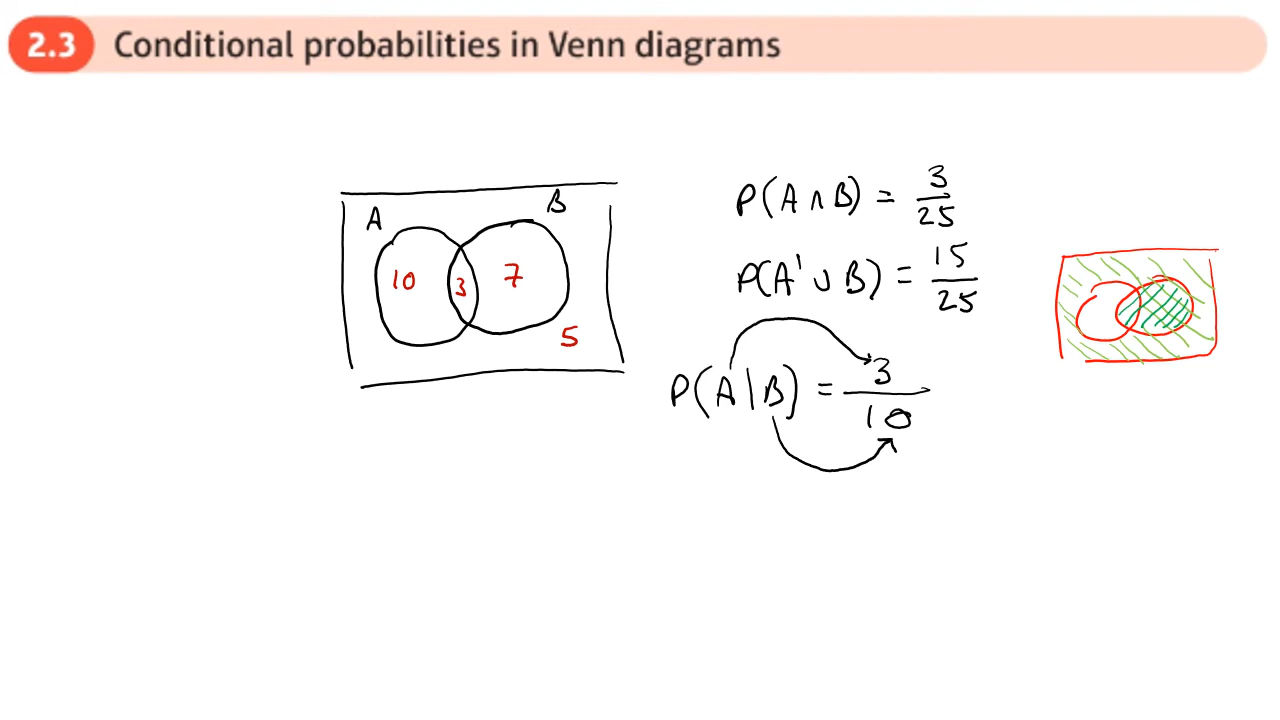 2.3 Conditional probabilities in Venn diagrams
A B
10 3 7
5
P(A ∩ B) = 3/25
P(A' ∪ B) = 15/25
P(A|B) = 3/10